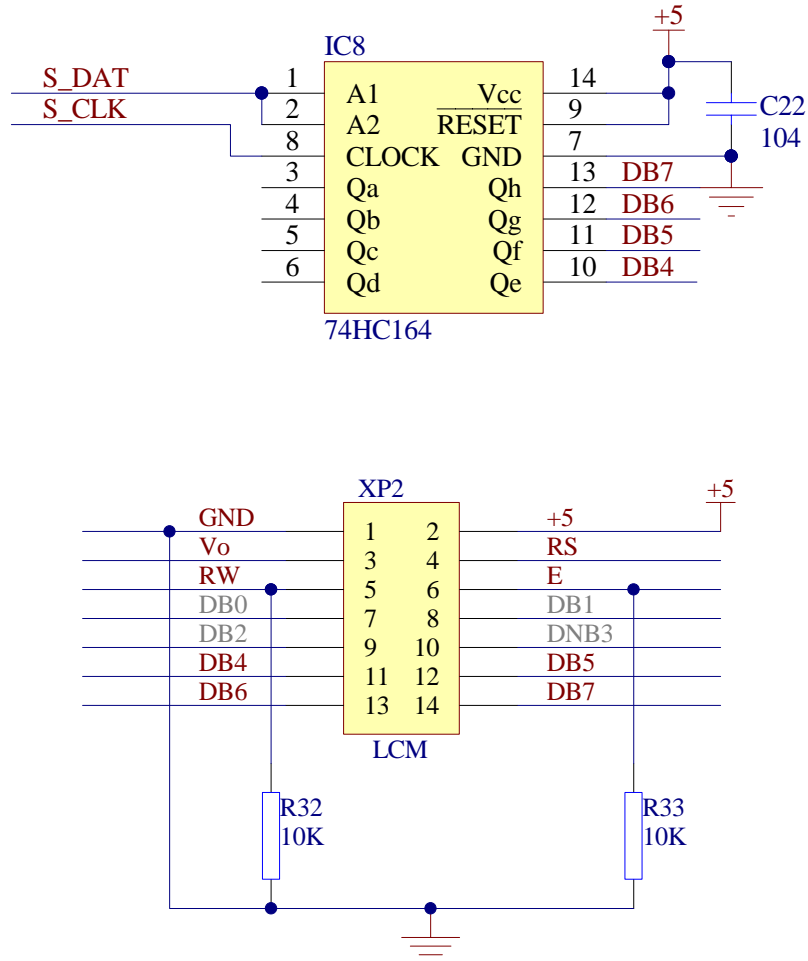 +5
IC8
S_DAT 1 A1 Vcc 14
S_CLK 2 A2 RESET 9 C22
8 CLOCK GND 7 104
3 Qa Qh 13 DB7
4 Qb Qg 12 DB6
5 Qc Qf 11 DB5
6 Qd Qe 10 DB4
74HC164
XP2 +5
GND 1 2 +5
Vo 3 4 RS
RW 5 6 E
DB0 7 8 DB1
DB2 9 10 DNB3
DB4 11 12 DB5
DB6 13 14 DB7
LCM
R32 R33
10K 10K